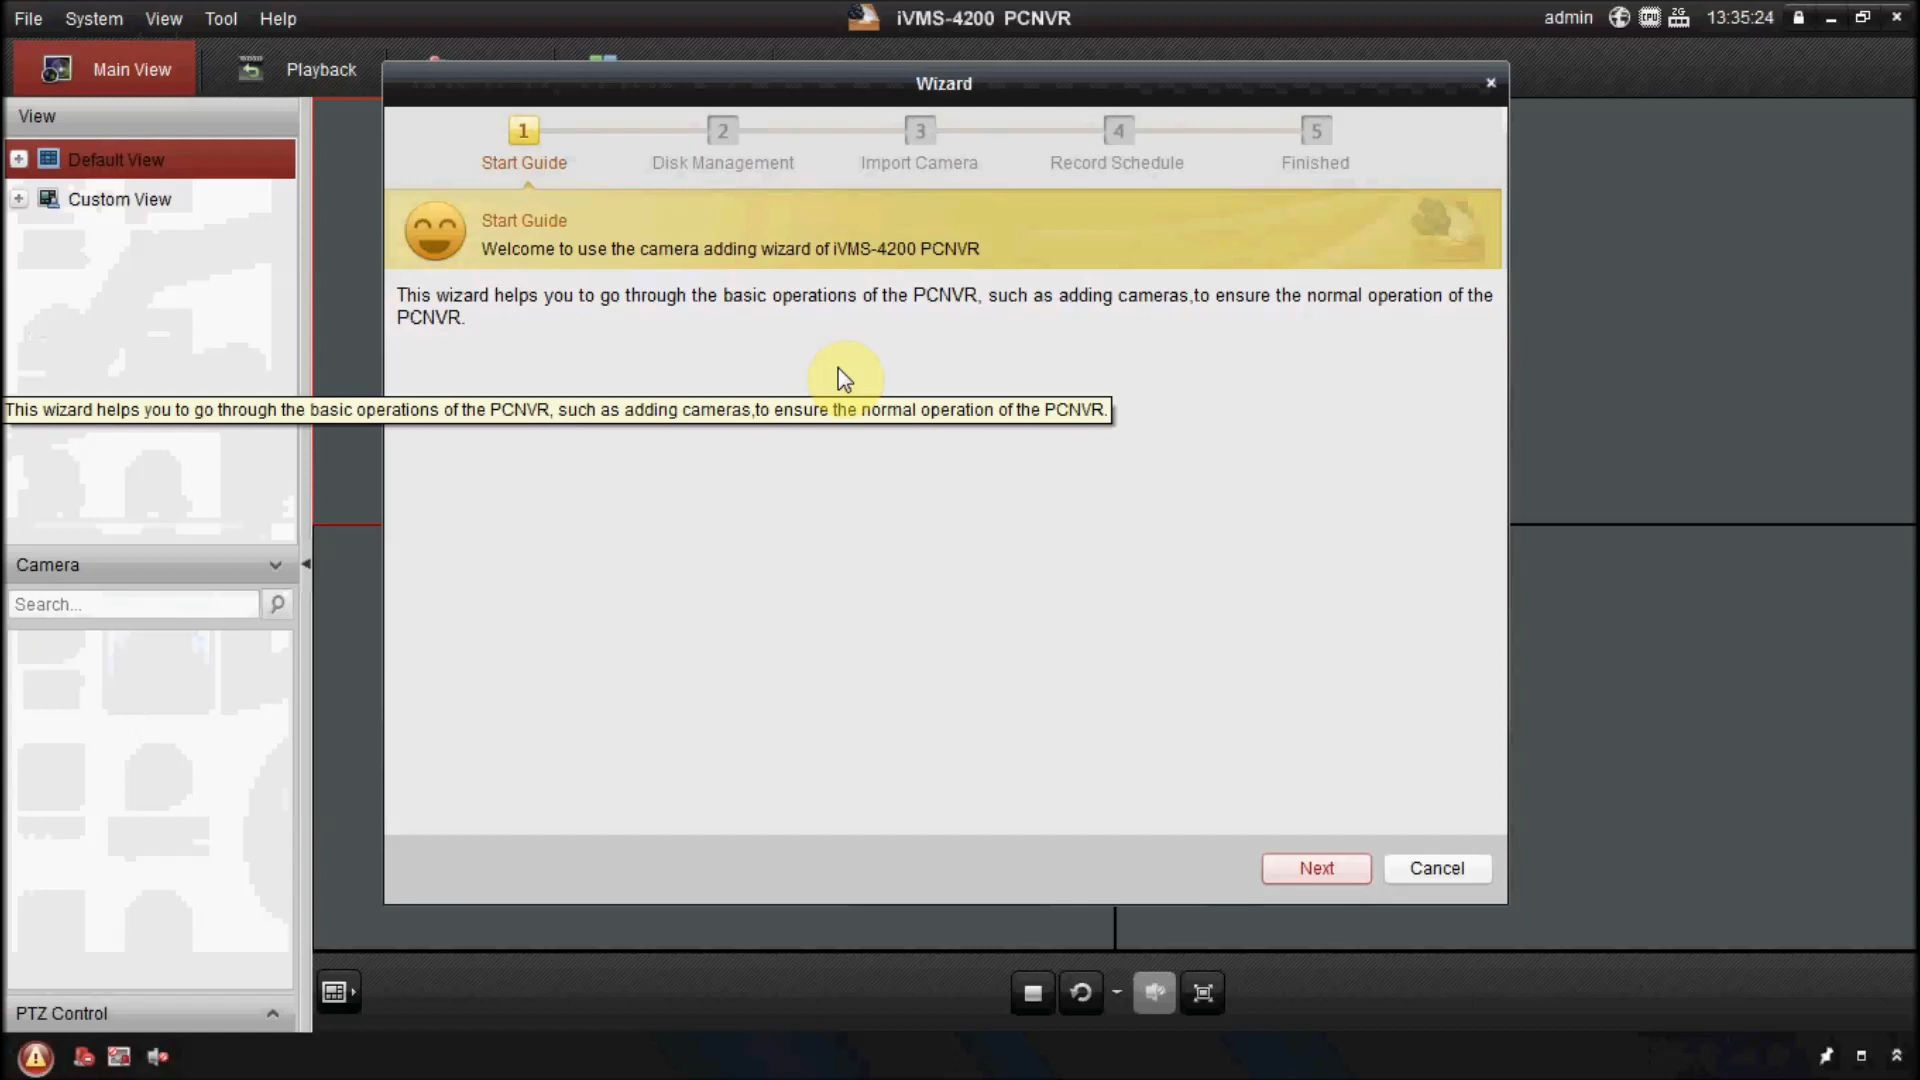 File System View Tool Help
iVMS-4200 PCNVR
admin 13:35:24
Main View
Playback
Wizard
View
1 2 3 4 5
Start Guide Disk Management Import Camera Record Schedule Finished
Default View
Custom View
Start Guide
Welcome to use the camera adding wizard of iVMS-4200 PCNVR
This wizard helps you to go through the basic operations of the PCNVR, such as adding cameras,to ensure the normal operation of the
PCNVR.
This wizard helps you to go through the basic operations of the PCNVR, such as adding cameras,to ensure the normal operation of the PCNVR.
Camera
Search...
Next Cancel
PTZ Control